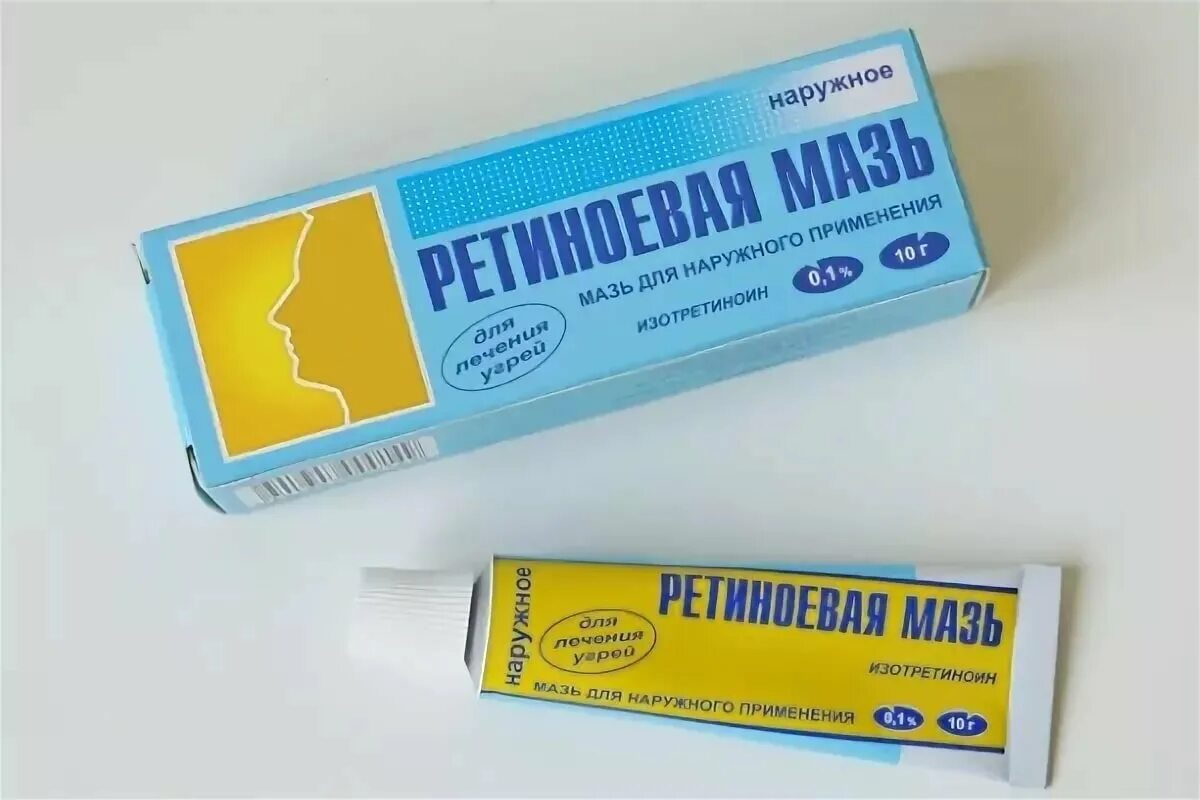 наружное
РЕТИНОЕВАЯ МАЗЬ
МАЗЬ ДЛЯ НАРУЖНОГО ПРИМЕНЕНИЯ
для
лечения
угрей
ИЗОТРЕТИНОИН
0,1%
10 г
наружное
РЕТИНОЕВАЯ МАЗЬ
для
лечения
угрей
ИЗОТРЕТИНОИН
МАЗЬ ДЛЯ НАРУЖНОГО ПРИМЕНЕНИЯ
0,1%
10 г